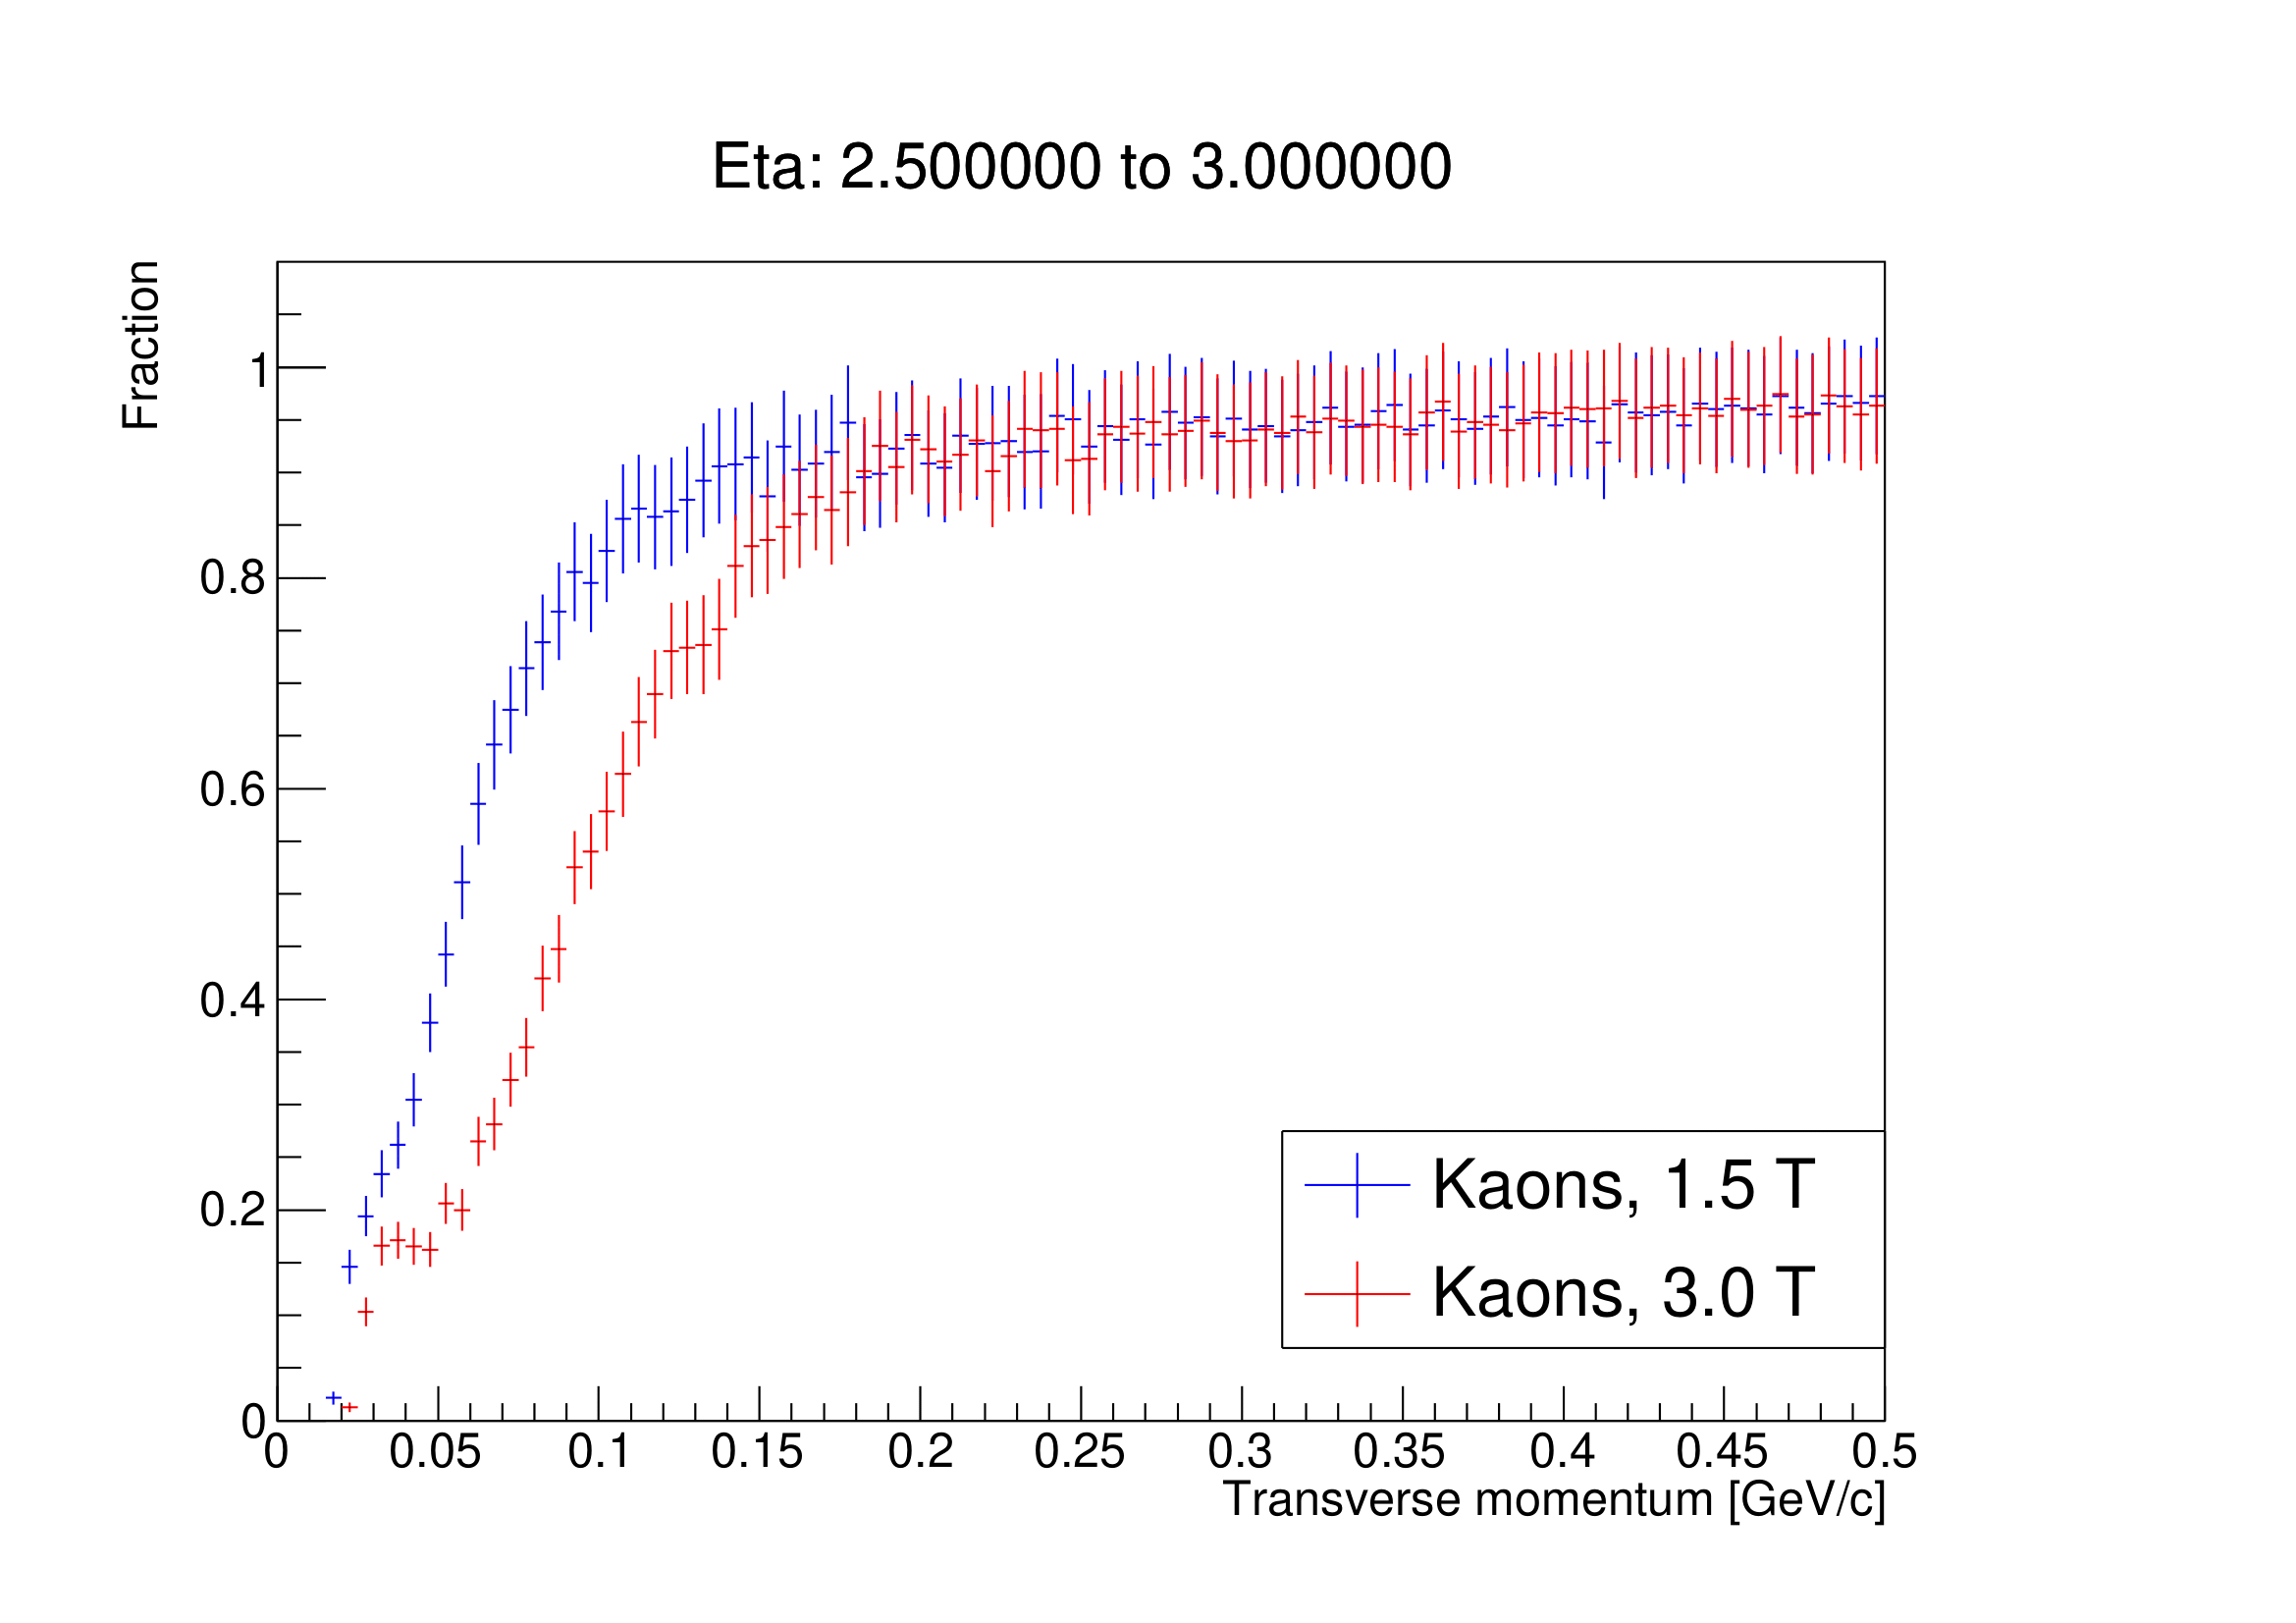 Eta: 2.500000 to 3.000000
Fraction
1
0.8
0.6
0.4
0.2
0
0 0.05 0.1 0.15 0.2 0.25 0.3 0.35 0.4 0.45 0.5
Transverse momentum [GeV/c]
Kaons, 1.5 T
Kaons, 3.0 T